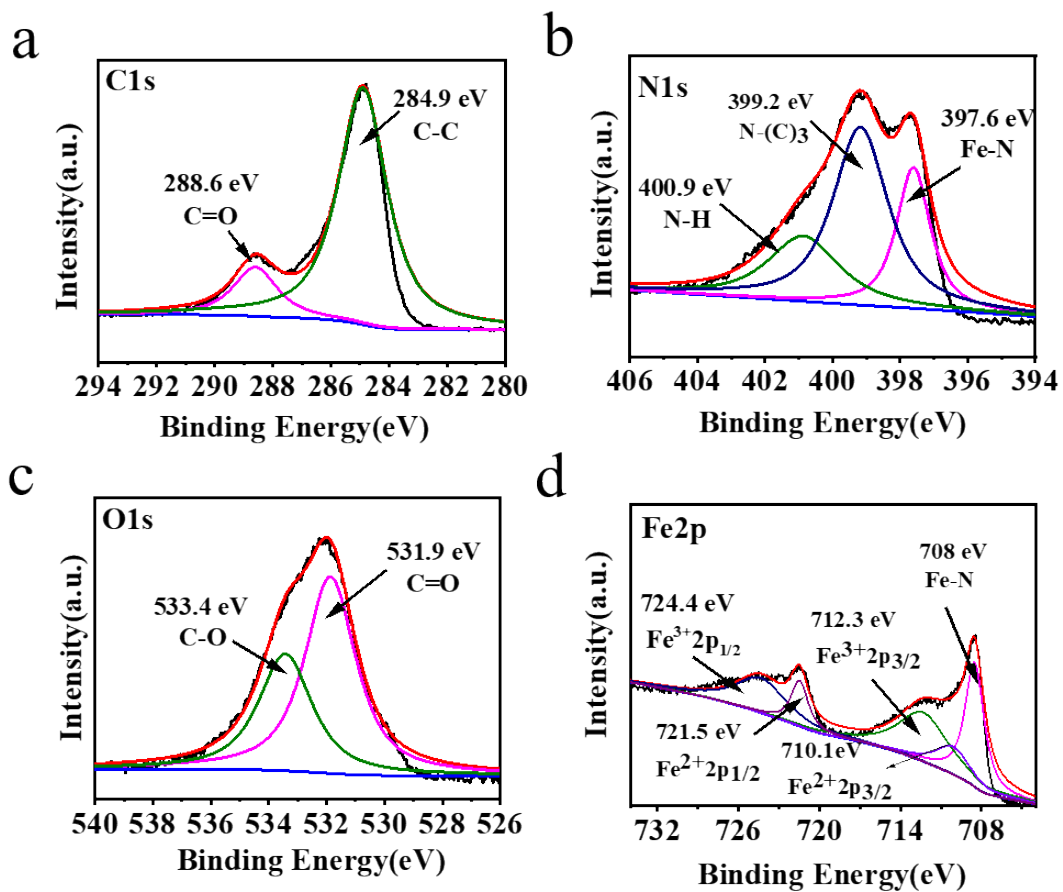 a
C1s
284.9 eV
C-C
288.6 eV
C=O
Intensity(a.u.)
294 292 290 288 286 284 282 280
Binding Energy(eV)
b
N1s
399.2 eV
N-(C)₃
397.6 eV
Fe-N
400.9 eV
N-H
Intensity(a.u.)
406 404 402 400 398 396 394
Binding Energy(eV)
c
O1s
531.9 eV
C=O
533.4 eV
C-O
Intensity(a.u.)
540 538 536 534 532 530 528 526
Binding Energy(eV)
d
Fe2p
708 eV
Fe-N
724.4 eV
Fe³⁺2p₁/₂
712.3 eV
Fe³⁺2p₃/₂
721.5 eV
Fe²⁺2p1/2
710.1eV
Fe²⁺2p3/2
Intensity(a.u.)
732 726 720 714 708
Binding Energy(eV)